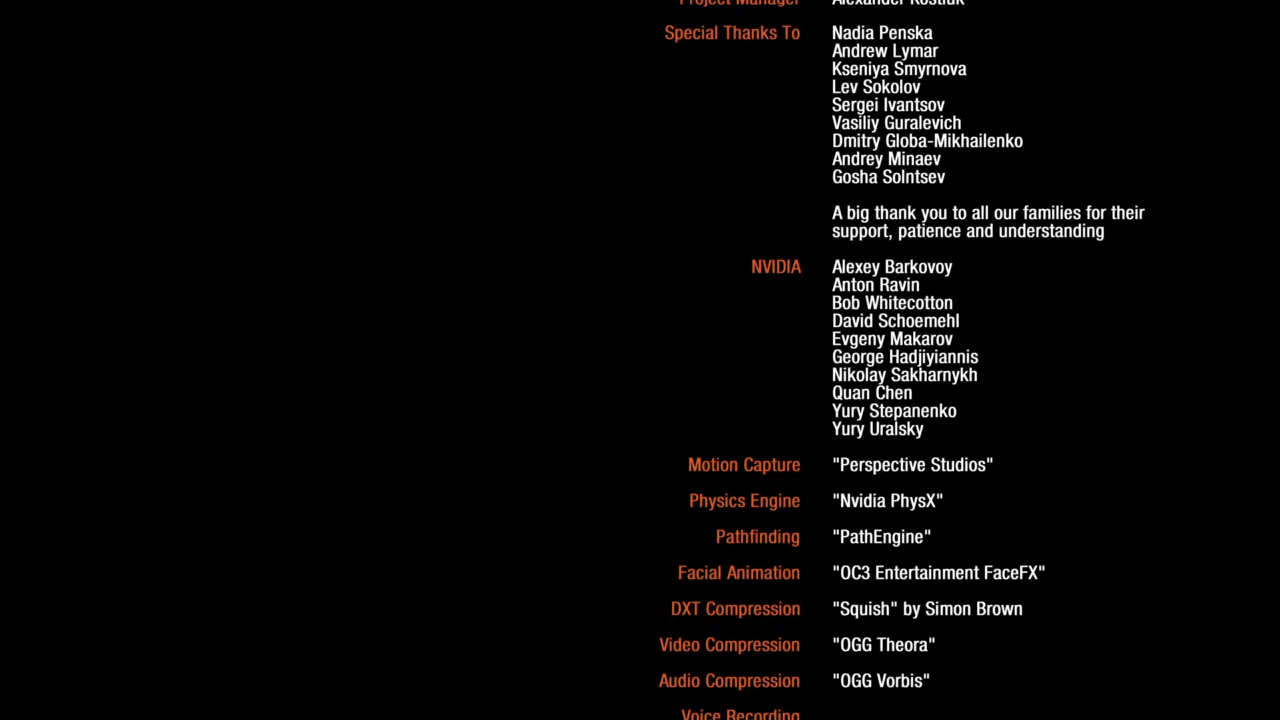 Project Manager Alexander Kostiuk
Special Thanks To Nadia Penska
Andrew Lymar
Kseniya Smyrnova
Lev Sokolov
Sergei Ivantsov
Vasiliy Guralevich
Dmitry Globa-Mikhailenko
Andrey Minaev
Gosha Solntsev
A big thank you to all our families for their
support, patience and understanding
NVIDIA Alexey Barkovoy
Anton Ravin
Bob Whitecotton
David Schoemehl
Evgeny Makarov
George Hadjiyiannis
Nikolay Sakharnykh
Quan Chen
Yury Stepanenko
Yury Uralsky
Motion Capture "Perspective Studios"
Physics Engine "Nvidia PhysX"
Pathfinding "PathEngine"
Facial Animation "OC3 Entertainment FaceFX"
DXT Compression "Squish" by Simon Brown
Video Compression "OGG Theora"
Audio Compression "OGG Vorbis"
Voice Recording